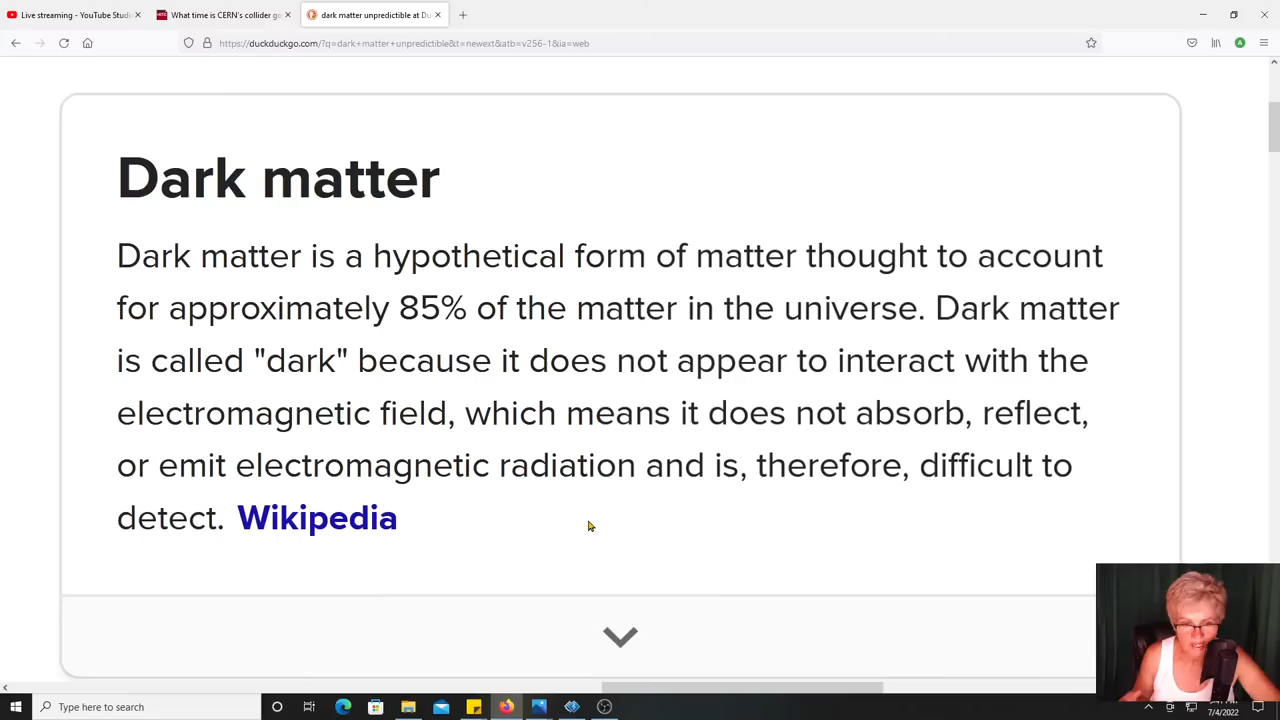 Live streaming - YouTube Studi
What time is CERN's collider go
dark matter unpredictible at Du
https://duckduckgo.com/?q=dark+matter+unpredictible&t=newext&atb=v256-1&ia=web
A
Dark matter
Dark matter is a hypothetical form of matter thought to account
for approximately 85% of the matter in the universe. Dark matter
is called "dark" because it does not appear to interact with the
electromagnetic field, which means it does not absorb, reflect,
or emit electromagnetic radiation and is, therefore, difficult to
detect. Wikipedia
Type here to search
7/4/2022